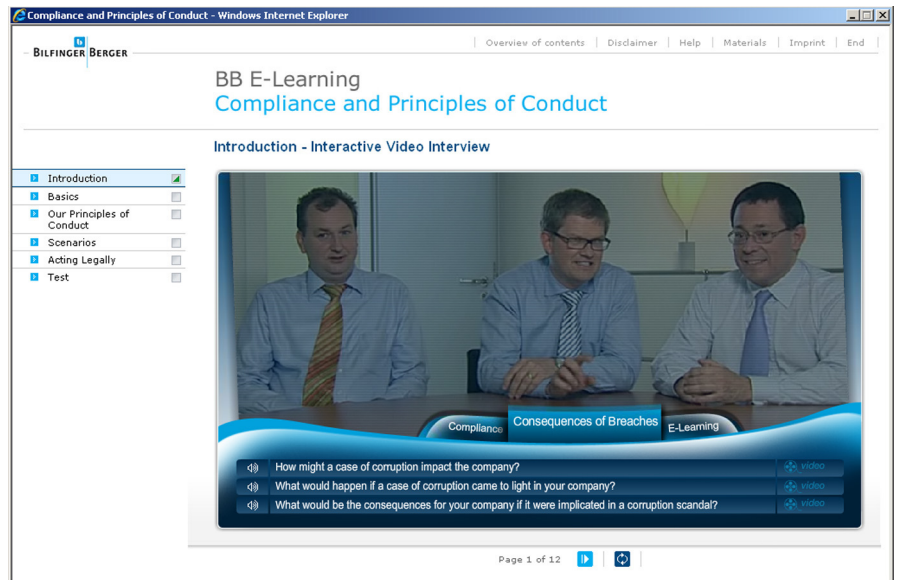 Compliance and Principles of Conduct - Windows Internet Explorer
BILFINGER BERGER
Overview of contents | Disclaimer | Help | Materials | Imprint | End
BB E-Learning
Compliance and Principles of Conduct
Introduction - Interactive Video Interview
Introduction
Basics
Our Principles of
Conduct
Scenarios
Acting Legally
Test
Compliance
Consequences of Breaches
E-Learning
How might a case of corruption impact the company? video
What would happen if a case of corruption came to light in your company? video
What would be the consequences for your company if it were implicated in a corruption scandal? video
Page 1 of 12